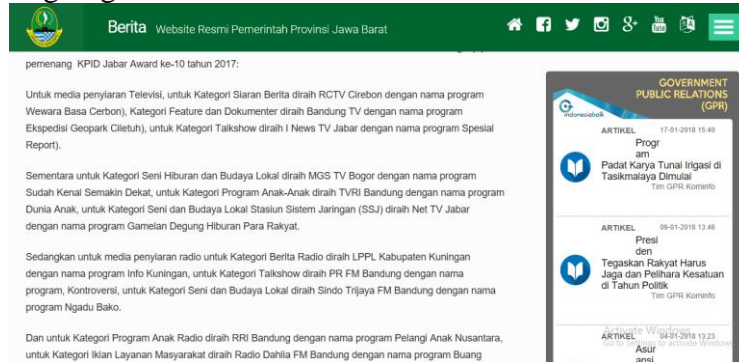 Berita Website Resmi Pemerintah Provinsi Jawa Barat
pemenang KPID Jabar Award ke-10 tahun 2017:
Untuk media penyiaran Televisi, untuk Kategori Siaran Berita diraih RCTV Cirebon dengan nama program
Wewara Basa Cerbon), Kategori Feature dan Dokumenter diraih Bandung TV dengan nama program
Ekspedisi Geopark Ciletuh), untuk Kategori Talkshow diraih I News TV Jabar dengan nama program Spesial
Report).
Sementara untuk Kategori Seni Hiburan dan Budaya Lokal diraih MGS TV Bogor dengan nama program
Sudah Kenal Semakin Dekat, untuk Kategori Program Anak-Anak diraih TVRI Bandung dengan nama program
Dunia Anak, untuk Kategori Seni dan Budaya Lokal Stasiun Sistem Jaringan (SSJ) diraih Net TV Jabar
dengan nama program Gamelan Degung Hiburan Para Rakyat.
Sedangkan untuk media penyiaran radio untuk Kategori Berita Radio diraih LPPL Kabupaten Kuningan
dengan nama program Info Kuningan, untuk Kategori Talkshow diraih PR FM Bandung dengan nama
program, Kontroversi, untuk Kategori Seni dan Budaya Lokal diraih Sindo Trijaya FM Bandung dengan nama
program Ngadu Bako.
Dan untuk Kategori Program Anak Radio diraih RRI Bandung dengan nama program Pelangi Anak Nusantara,
untuk Kategori Iklan Layanan Masyarakat diraih Radio Dahlia FM Bandung dengan nama program Buang
GOVERNMENT
PUBLIC RELATIONS
(GPR)
indonesiabaik
ARTIKEL 17-01-2018 15:40
Progr
am
Padat Karya Tunai Irigasi di
Tasikmalaya Dimulai
Tim GPR Kominfo
ARTIKEL 09-01-2018 13:46
Presi
den
Tegaskan Rakyat Harus
Jaga dan Pelihara Kesatuan
di Tahun Politik
Tim GPR Kominfo
Activate Windows
ARTIKEL 04-01-2018 13:23
Go to Settings to activate Windows
Asur
ansi